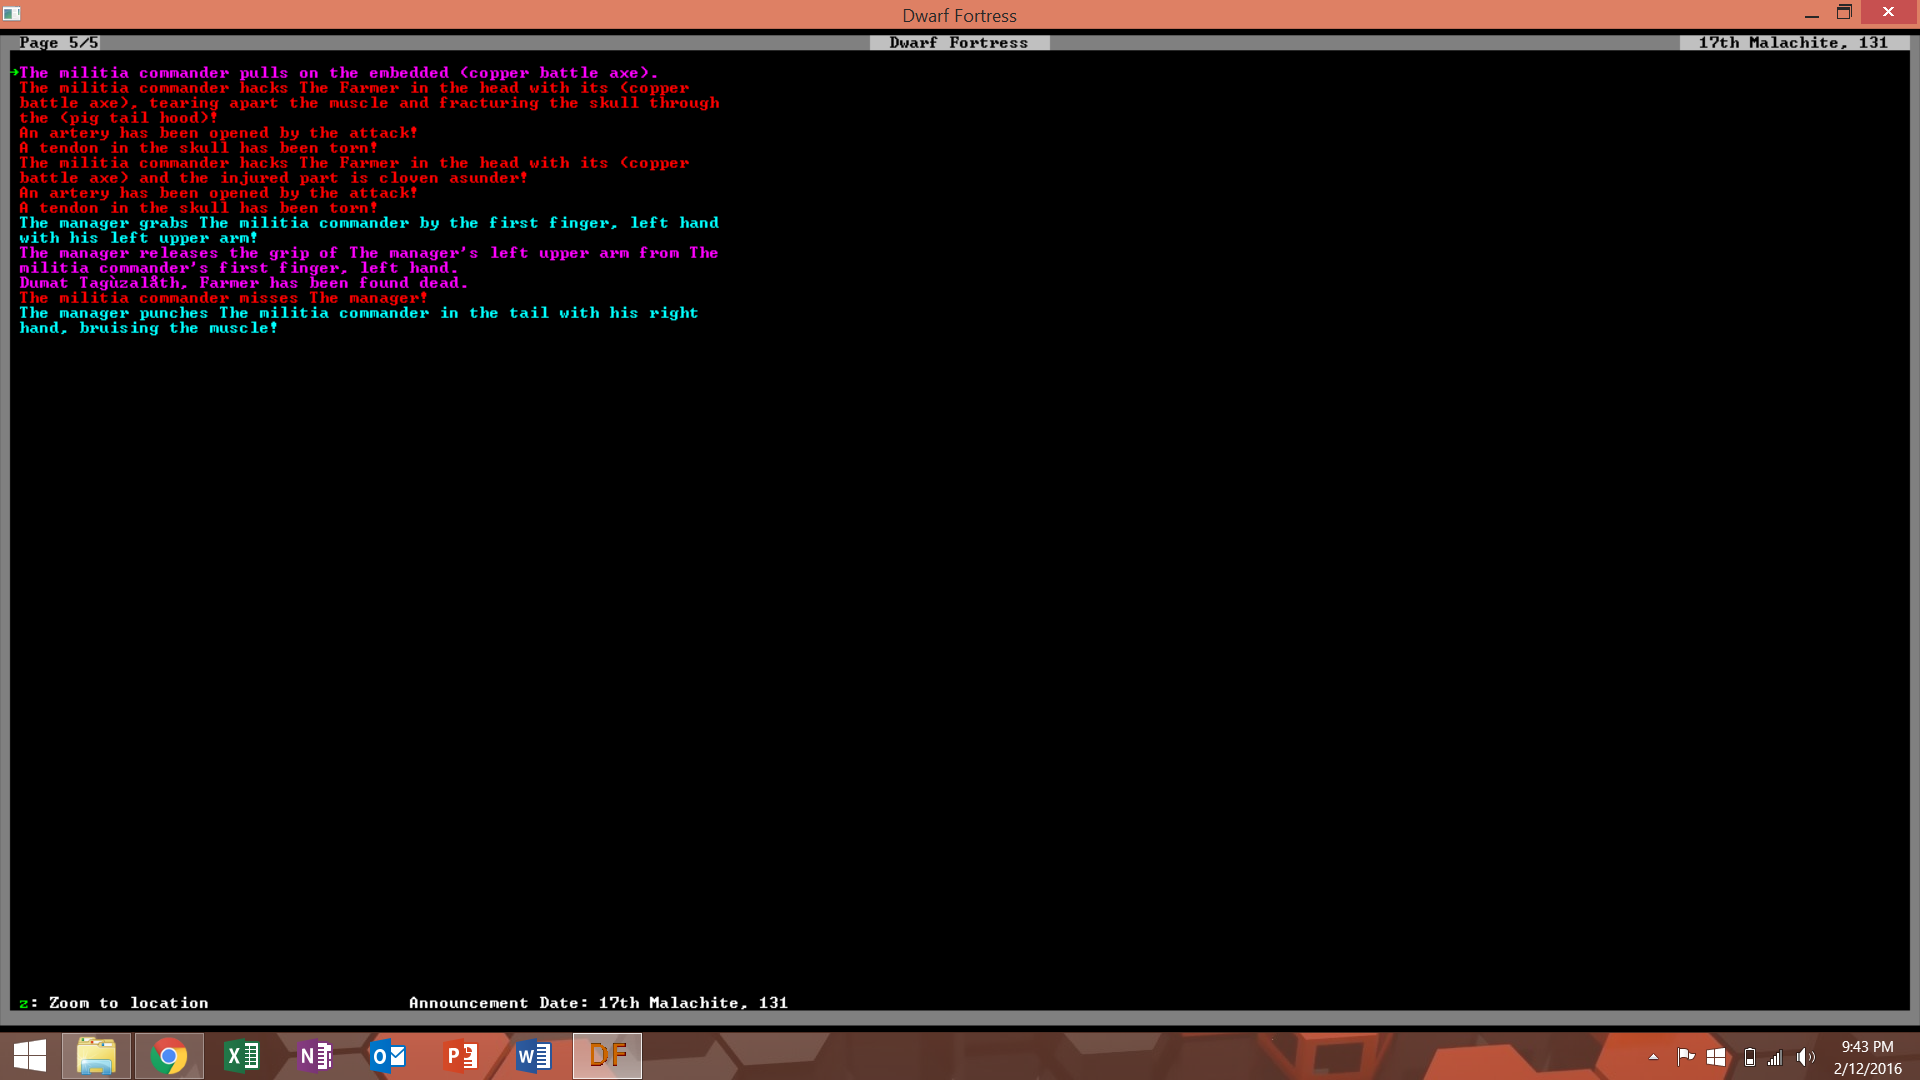 Dwarf Fortress
Page 5/5
Dwarf Fortress
17th Malachite, 131
→The militia commander pulls on the embedded (copper battle axe).
The militia commander hacks The Farmer in the head with its (copper
battle axe), tearing apart the muscle and fracturing the skull through
the (pig tail hood)!
An artery has been opened by the attack!
A tendon in the skull has been torn!
The militia commander hacks The Farmer in the head with its (copper
battle axe) and the injured part is cloven asunder!
An artery has been opened by the attack!
A tendon in the skull has been torn!
The manager grabs The militia commander by the first finger, left hand
with his left upper arm!
The manager releases the grip of The manager's left upper arm from The
militia commander's first finger, left hand.
Dumat Tagùzalåth, Farmer has been found dead.
The militia commander misses The manager!
The manager punches The militia commander in the tail with his right
hand, bruising the muscle!
z: Zoom to location
Announcement Date: 17th Malachite, 131
DF
9:43 PM
2/12/2016